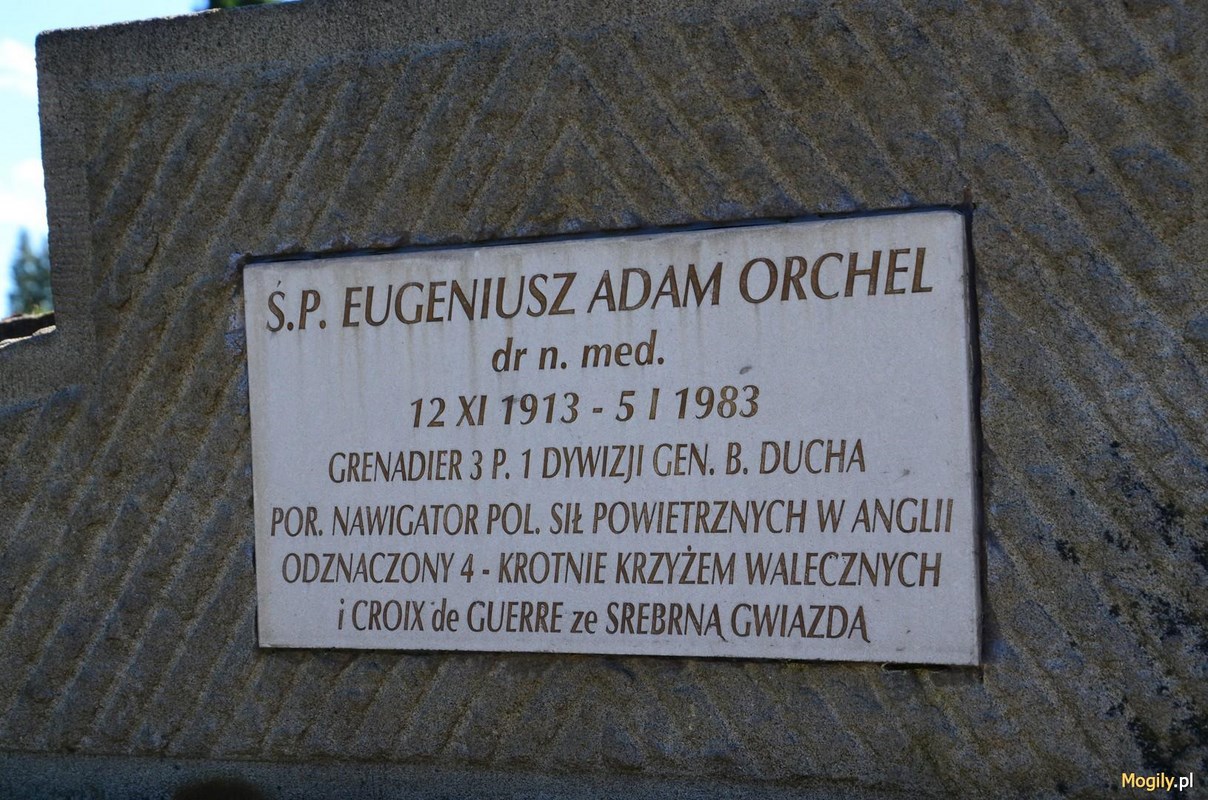 Ś.P. EUGENIUSZ ADAM ORCHEL
dr n. med.
12 XI 1913 - 5 I 1983
GRENADIER 3 P. 1 DYWIZJI GEN. B. DUCHA
POR. NAWIGATOR POL. SIŁ POWIETRZNYCH W ANGLII
ODZNACZONY 4 - KROTNIE KRZYŻEM WALECZNYCH
i CROIX de GUERRE ze SREBRNĄ GWIAZDĄ
Mogily.pl